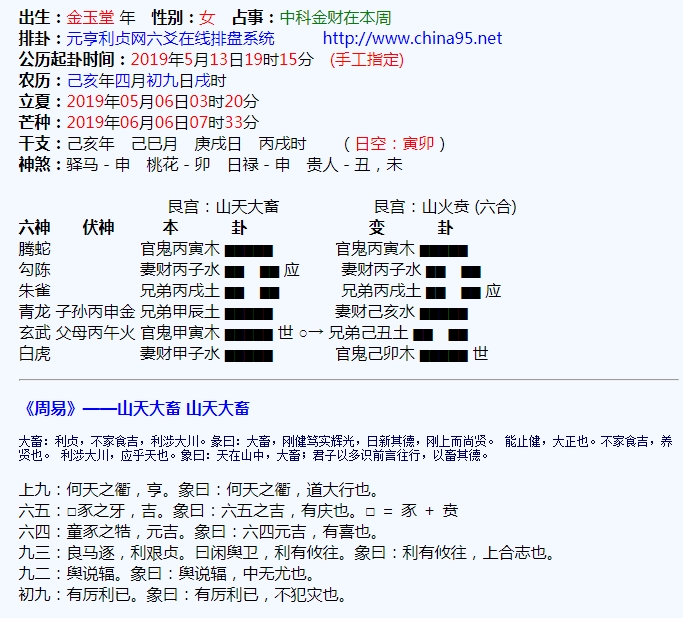 出生：金玉堂 年 性别：女 占事：中科金财在本周
排卦：元亨利贞网六爻在线排盘系统 http://www.china95.net
公历起卦时间：2019年5月13日19时15分 (手工指定)
农历：己亥年四月初九日戌时
立夏：2019年05月06日03时20分
芒种：2019年06月06日07时33分
干支：己亥年 己巳月 庚戌日 丙戌时 （日空：寅卯）
神煞：驿马－申 桃花－卯 日禄－申 贵人－丑，未
艮宫：山天大畜 艮宫：山火贲 (六合)
六神 伏神 本 卦 变 卦
腾蛇 官鬼丙寅木 ▅▅▅▅▅ 官鬼丙寅木 ▅▅▅▅▅
勾陈 妻财丙子水 ▅▅ ▅▅ 应 妻财丙子水 ▅▅ ▅▅
朱雀 兄弟丙戌土 ▅▅ ▅▅ 兄弟丙戌土 ▅▅ ▅▅ 应
青龙 子孙丙申金 兄弟甲辰土 ▅▅▅▅▅ 妻财己亥水 ▅▅▅▅▅
玄武 父母丙午火 官鬼甲寅木 ▅▅▅▅▅ 世 ○→ 兄弟己丑土 ▅▅ ▅▅
白虎 妻财甲子水 ▅▅▅▅▅ 官鬼己卯木 ▅▅▅▅▅ 世
《周易》——山天大畜 山天大畜
大畜：利贞，不家食吉，利涉大川。彖曰：大畜，刚健笃实辉光，日新其德，刚上而尚贤。 能止健，大正也。不家食吉，养
贤也。 利涉大川，应乎天也。象曰：天在山中，大畜；君子以多识前言往行，以畜其德。
上九：何天之衢，亨。象曰：何天之衢，道大行也。
六五：□豕之牙，吉。象曰：六五之吉，有庆也。□ = 豕 + 贲
六四：童豕之牿，元吉。象曰：六四元吉，有喜也。
九三：良马逐，利艰贞。曰闲舆卫，利有攸往。象曰：利有攸往，上合志也。
九二：舆说辐。象曰：舆说辐，中无尤也。
初九：有厉利已。象曰：有厉利已，不犯灾也。